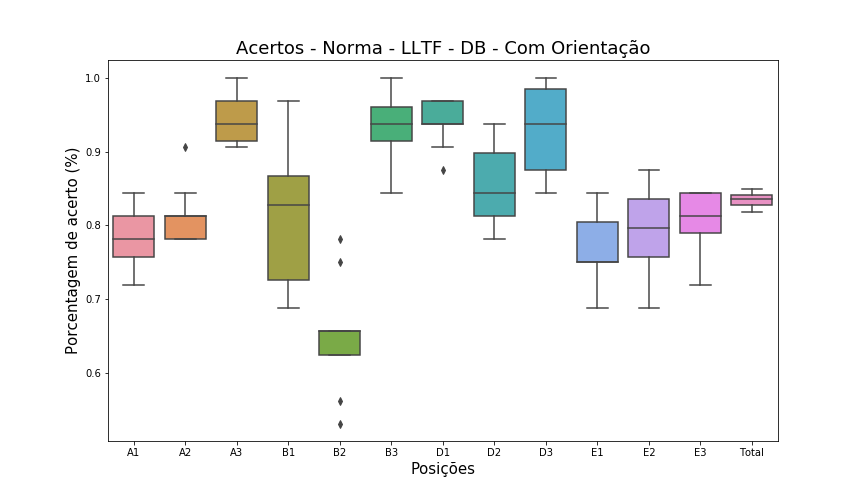 Acertos - Norma - LLTF - DB - Com Orientação
Porcentagem de acerto (%)
1.0
0.9
0.8
0.7
0.6
A1 A2 A3 B1 B2 B3 D1 D2 D3 E1 E2 E3 Total
Posições